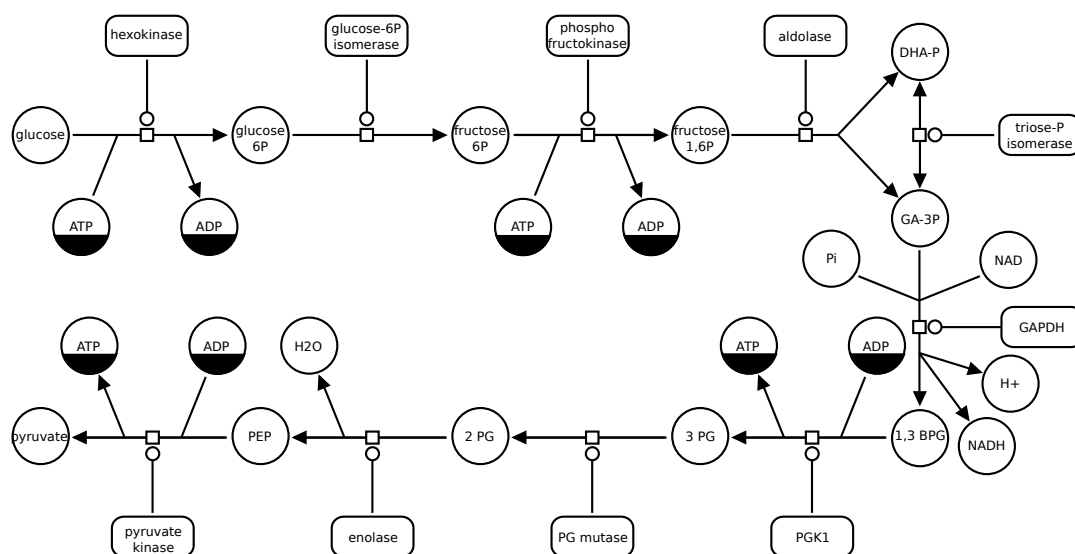 hexokinase
glucose-6P
isomerase
phospho
fructokinase
aldolase
DHA-P
glucose
glucose
6P
fructose
6P
fructose
1,6P
triose-P
isomerase
ATP
ADP
ATP
ADP
GA-3P
Pi
NAD
GAPDH
ATP
ADP
H2O
ATP
ADP
H+
pyruvate
PEP
2 PG
3 PG
1,3 BPG
NADH
pyruvate
kinase
enolase
PG mutase
PGK1